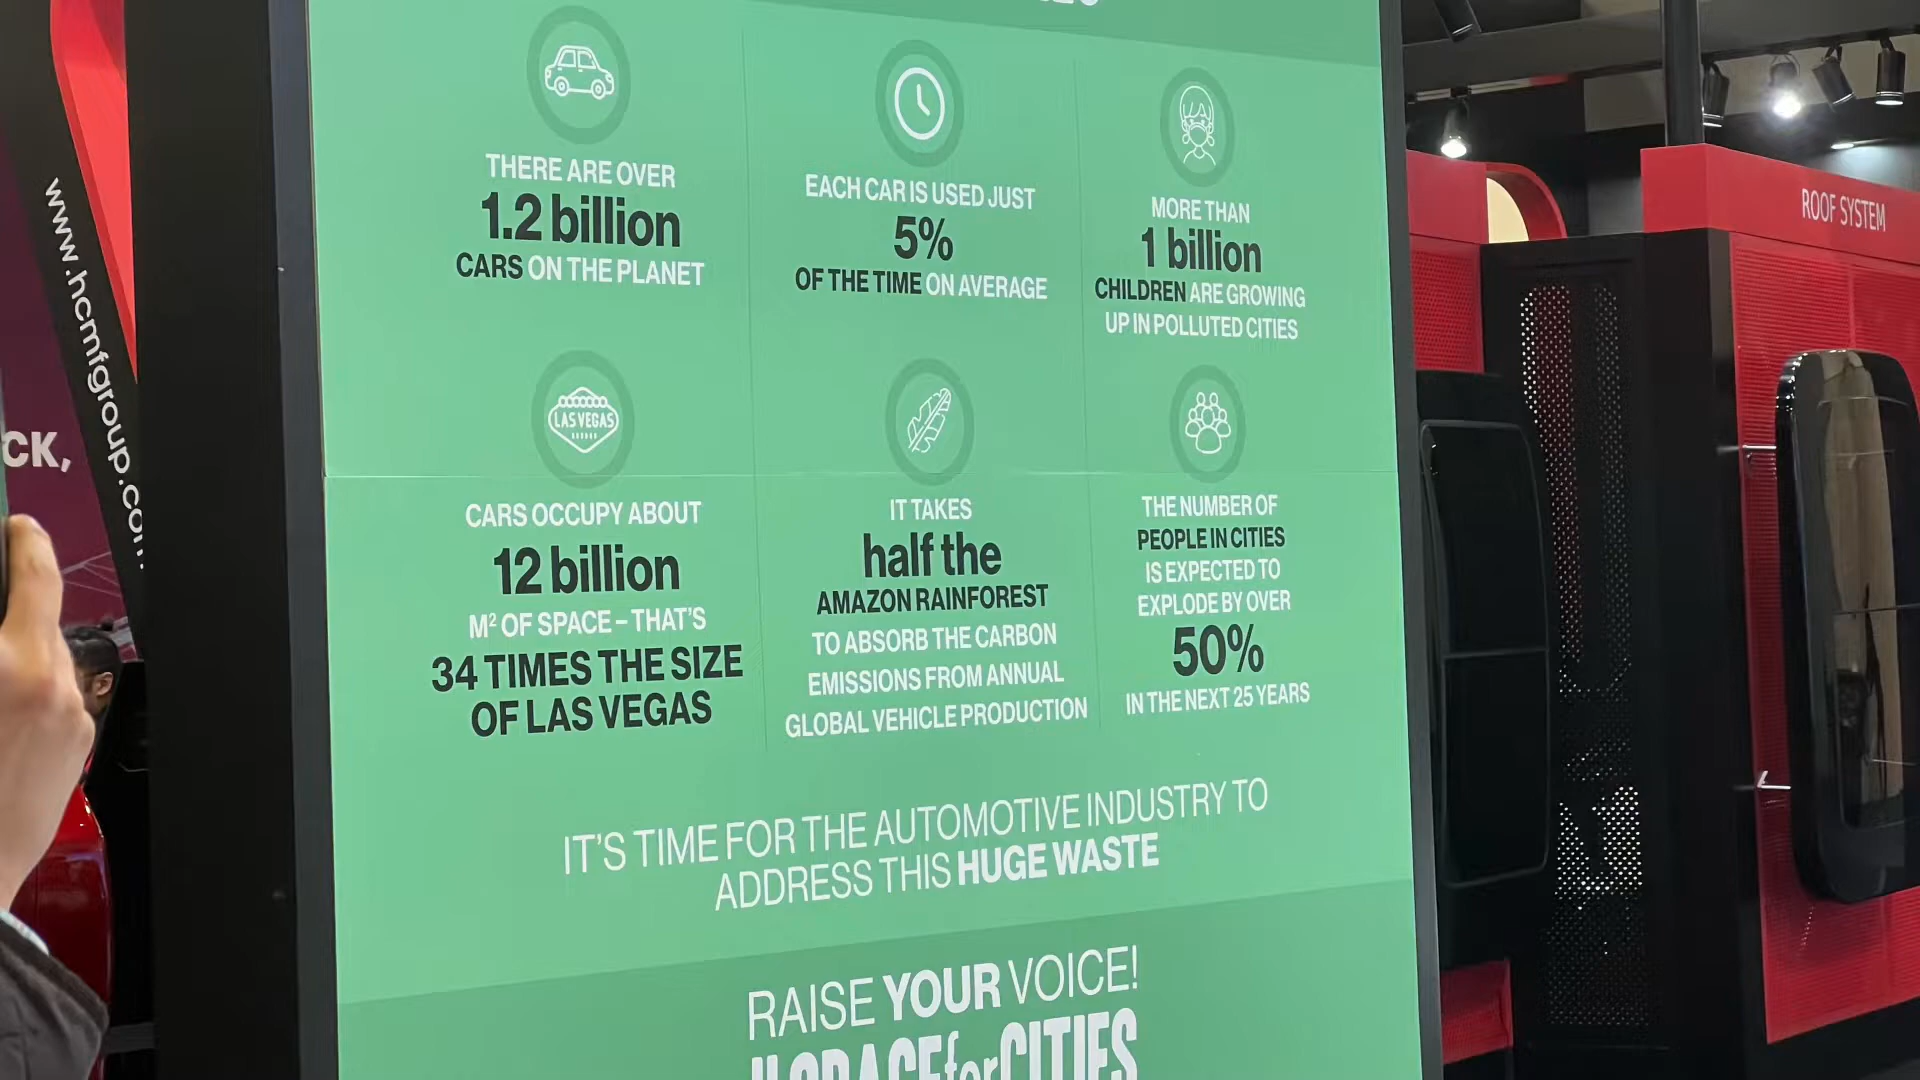 www.hcmfgroup.com
CK,
THERE ARE OVER
1.2 billion
CARS ON THE PLANET
EACH CAR IS USED JUST
5%
OF THE TIME ON AVERAGE
MORE THAN
1 billion
CHILDREN ARE GROWING
UP IN POLLUTED CITIES
ROOF SYSTEM
LAS VEGAS
CARS OCCUPY ABOUT
12 billion
M² OF SPACE – THAT'S
34 TIMES THE SIZE
OF LAS VEGAS
IT TAKES
half the
AMAZON RAINFOREST
TO ABSORB THE CARBON
EMISSIONS FROM ANNUAL
GLOBAL VEHICLE PRODUCTION
THE NUMBER OF
PEOPLE IN CITIES
IS EXPECTED TO
EXPLODE BY OVER
50%
IN THE NEXT 25 YEARS
IT'S TIME FOR THE AUTOMOTIVE INDUSTRY TO
ADDRESS THIS HUGE WASTE
RAISE YOUR VOICE!
for CITIES